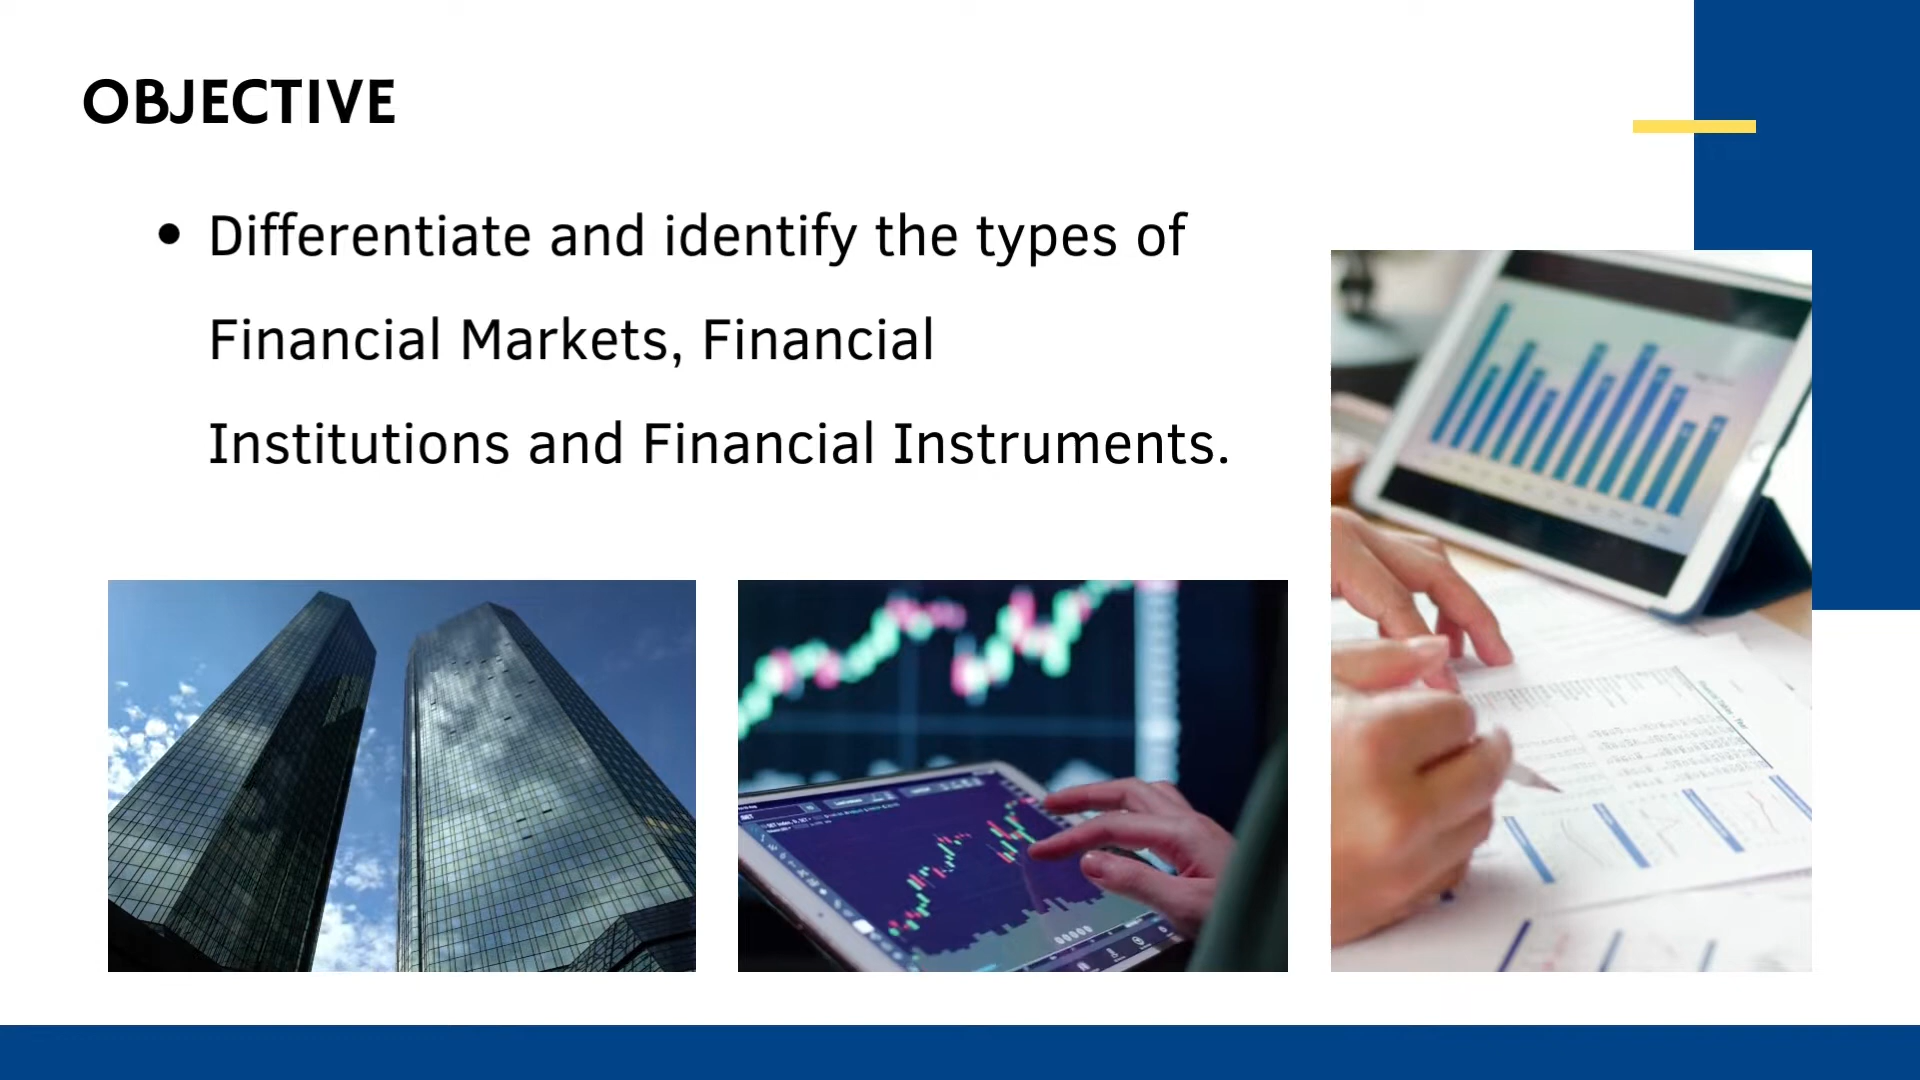 OBJECTIVE
• Differentiate and identify the types of
Financial Markets, Financial
Institutions and Financial Instruments.